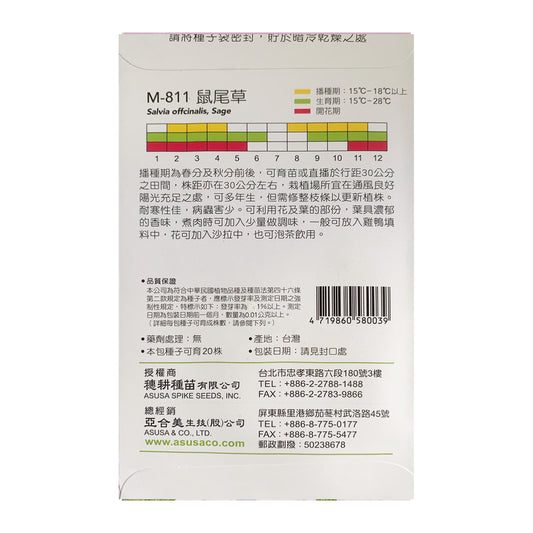 請將種子袋密封，貯於暗冷乾燥之處
M-811 鼠尾草
Salvia offcinalis, Sage
播種期：15℃-18℃以上
生育期：15℃-28℃
開花期
1 2 3 4 5 6 7 8 9 10 11 12
播種期為春分及秋分前後，可育苗或直播於行距30公分
之田間，株距亦在30公分左右，栽植場所宜在通風良好
陽光充足之處，可多年生，但需修整枝條以更新植株。
耐寒性佳，病蟲害少。可利用花及葉的部份，葉具濃郁
的香味，煮肉時可加入少量做調味，一般可放入雞鴨填
料中，花可加入沙拉中，也可泡茶飲用。
•品質保證
本公司為符合中華民國植物品種及種苗法第四十六條
第二款規定為種子者，應標示發芽率及測定日期之強
制性規定，特標示如下：發芽率為 1%以上。測定
日期為包裝日期前一個月，數量為0.01公克以上。
（詳細每包種子可育成株數，請參閱下列。）
4 719860 580039
•藥劑處理：無
•產地：台灣
•本包種子可育20株
•包裝日期：請見封口處
授權商
穗耕種苗有限公司
ASUSA SPIKE SEEDS, INC.
台北市忠孝東路六段180號3樓
TEL：+886-2-2788-1488
FAX：+886-2-2783-9866
總經銷
亞合美生技(股)公司
ASUSA & CO., LTD.
www.asusaco.com
屏東縣里港鄉茄苳村武洛路45號
TEL：+886-8-775-0177
FAX：+886-8-775-5477
郵政劃撥：50238678